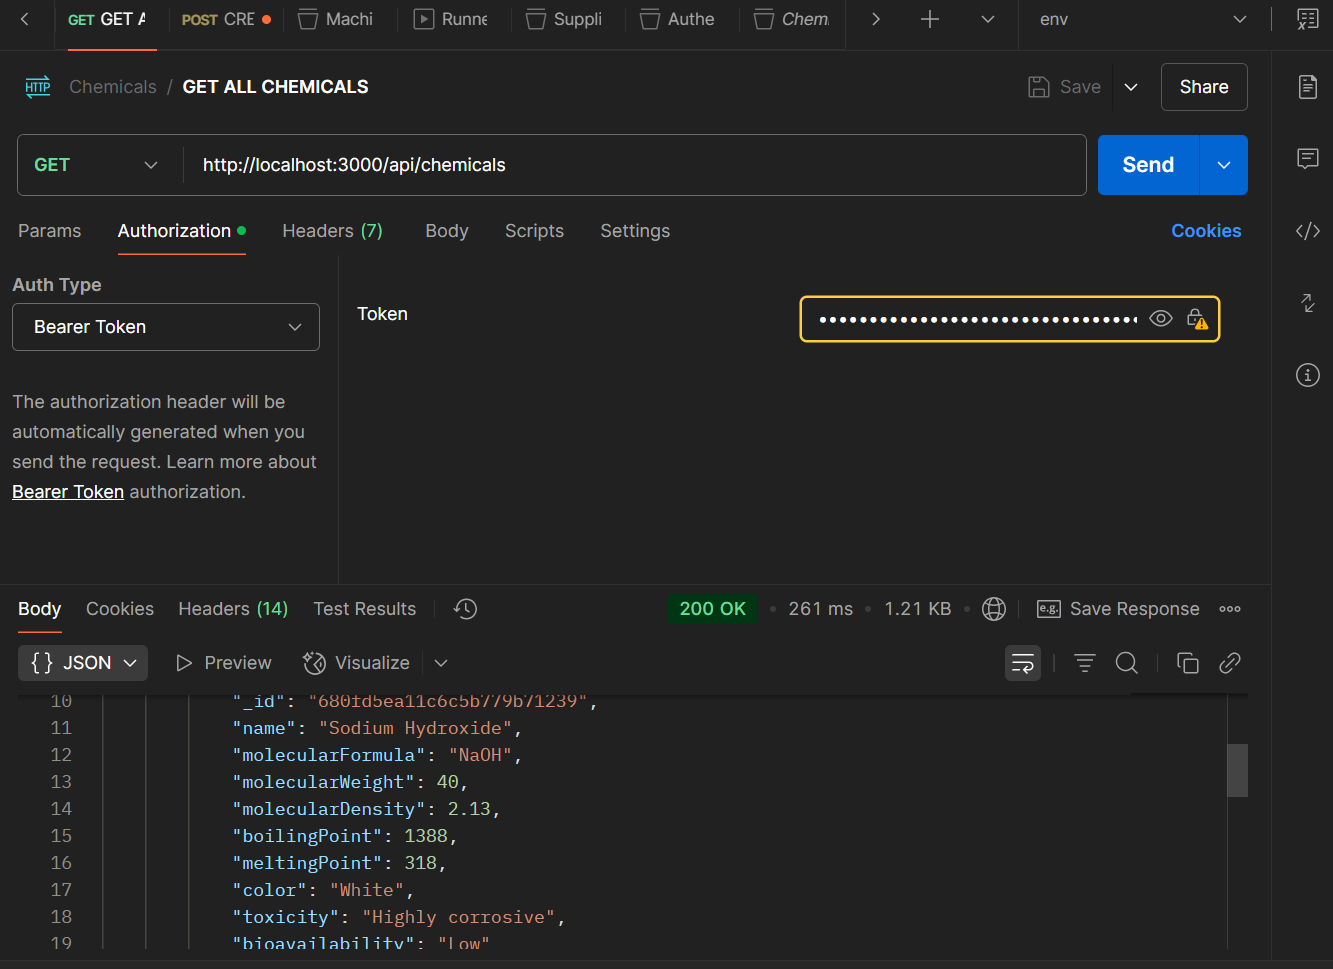 GET GET A POST CRE Machi Runne Suppli Authe Chem env
HTTP Chemicals / GET ALL CHEMICALS Save Share
GET http://localhost:3000/api/chemicals Send
Params Authorization Headers (7) Body Scripts Settings Cookies
Auth Type
Bearer Token
Token
The authorization header will be
automatically generated when you
send the request. Learn more about
Bearer Token authorization.
Body Cookies Headers (14) Test Results 200 OK • 261 ms • 1.21 KB • e.g. Save Response
{} JSON Preview Visualize
10 "_id": "680fd5ea11c6c5b779b71239",
11 "name": "Sodium Hydroxide",
12 "molecularFormula": "NaOH",
13 "molecularWeight": 40,
14 "molecularDensity": 2.13,
15 "boilingPoint": 1388,
16 "meltingPoint": 318,
17 "color": "White",
18 "toxicity": "Highly corrosive",
19 "bioavailability": "Low"